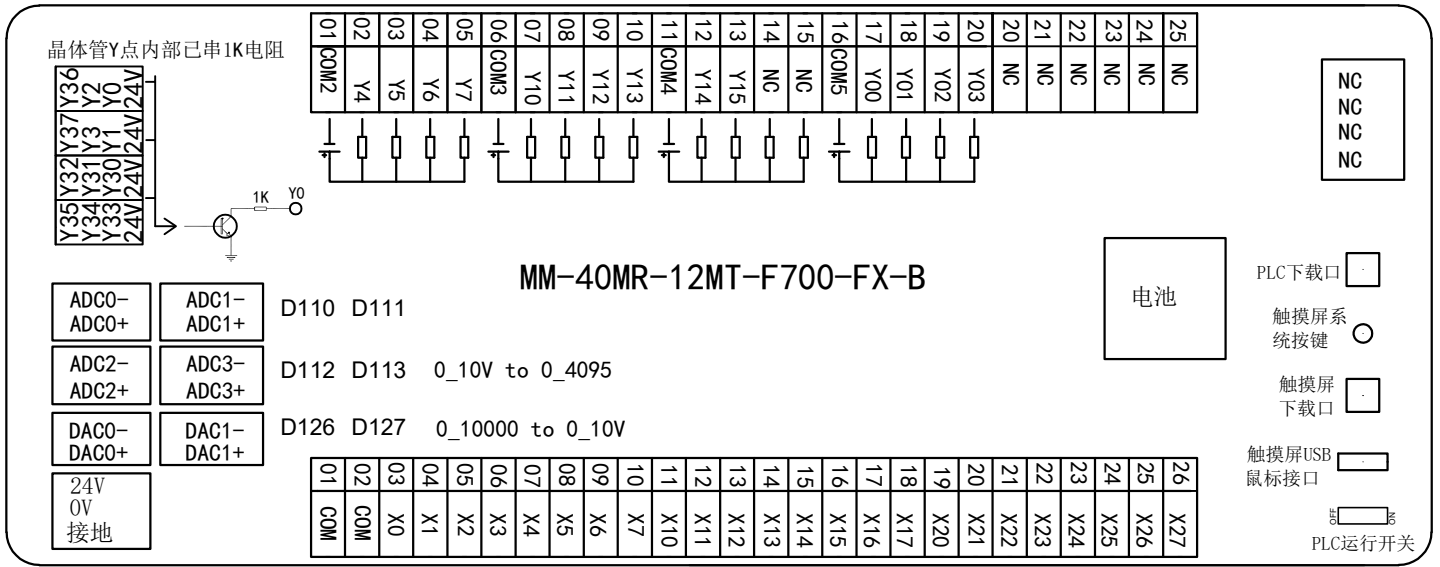 01 02 03 04 05 06 07 08 09 10 11 12 13 14 15 16 17 18 19 20 20 21 22 23 24 25
COM2 Y4 Y5 Y6 Y7 COM3 Y10 Y11 Y12 Y13 COM4 Y14 Y15 NC NC COM5 Y00 Y01 Y02 Y03 NC NC NC NC NC NC
晶体管Y点内部已串1K电阻
Y36 Y2 Y0 24V
Y37 Y3 Y1 24V
Y32 Y31 Y30 24V
Y35 Y34 Y33 24V
1K Y0
NC
NC
NC
NC
MM-40MR-12MT-F700-FX-B
电池
PLC下载口
触摸屏系
统按键
触摸屏
下载口
触摸屏USB
鼠标接口
OFF ON
PLC运行开关
ADC0- ADC1-
ADC0+ ADC1+
D110 D111
ADC2- ADC3-
ADC2+ ADC3+
D112 D113 0_10V to 0_4095
DAC0- DAC1-
DAC0+ DAC1+
D126 D127 0_10000 to 0_10V
24V
0V
接地
01 02 03 04 05 06 07 08 09 10 11 12 13 14 15 16 17 18 19 20 21 22 23 24 25 26
COM COM X0 X1 X2 X3 X4 X5 X6 X7 X10 X11 X12 X13 X14 X15 X16 X17 X20 X21 X22 X23 X24 X25 X26 X27